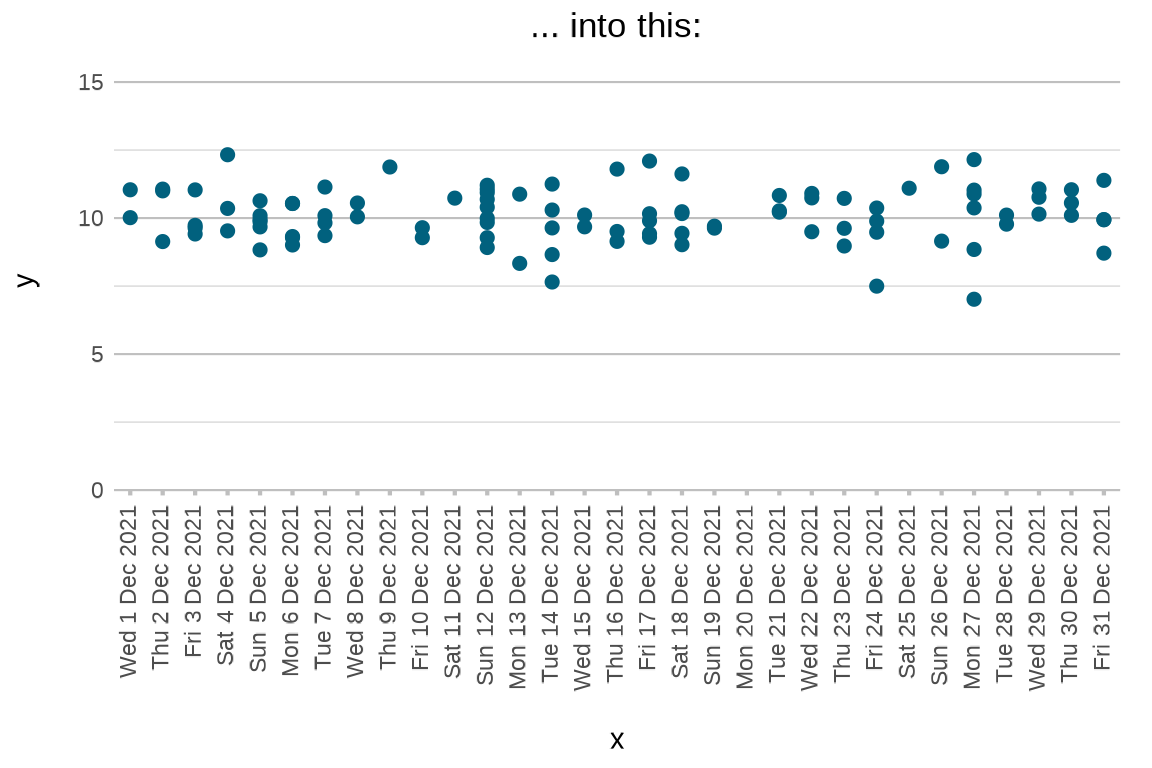 ... into this:
15
10
5
0
y
Wed 1 Dec 2021
Thu 2 Dec 2021
Fri 3 Dec 2021
Sat 4 Dec 2021
Sun 5 Dec 2021
Mon 6 Dec 2021
Tue 7 Dec 2021
Wed 8 Dec 2021
Thu 9 Dec 2021
Fri 10 Dec 2021
Sat 11 Dec 2021
Sun 12 Dec 2021
Mon 13 Dec 2021
Tue 14 Dec 2021
Wed 15 Dec 2021
Thu 16 Dec 2021
Fri 17 Dec 2021
Sat 18 Dec 2021
Sun 19 Dec 2021
Mon 20 Dec 2021
Tue 21 Dec 2021
Wed 22 Dec 2021
Thu 23 Dec 2021
Fri 24 Dec 2021
Sat 25 Dec 2021
Sun 26 Dec 2021
Mon 27 Dec 2021
Tue 28 Dec 2021
Wed 29 Dec 2021
Thu 30 Dec 2021
Fri 31 Dec 2021
x